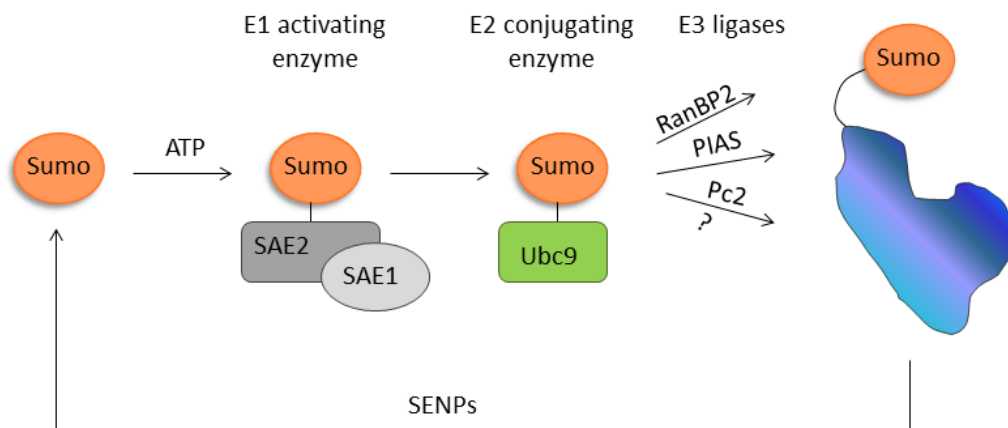 E1 activating
enzyme
E2 conjugating
enzyme
E3 ligases
Sumo
ATP
Sumo
SAE2
SAE1
Sumo
Ubc9
RanBP2
PIAS
Pc2
?
Sumo
SENPs